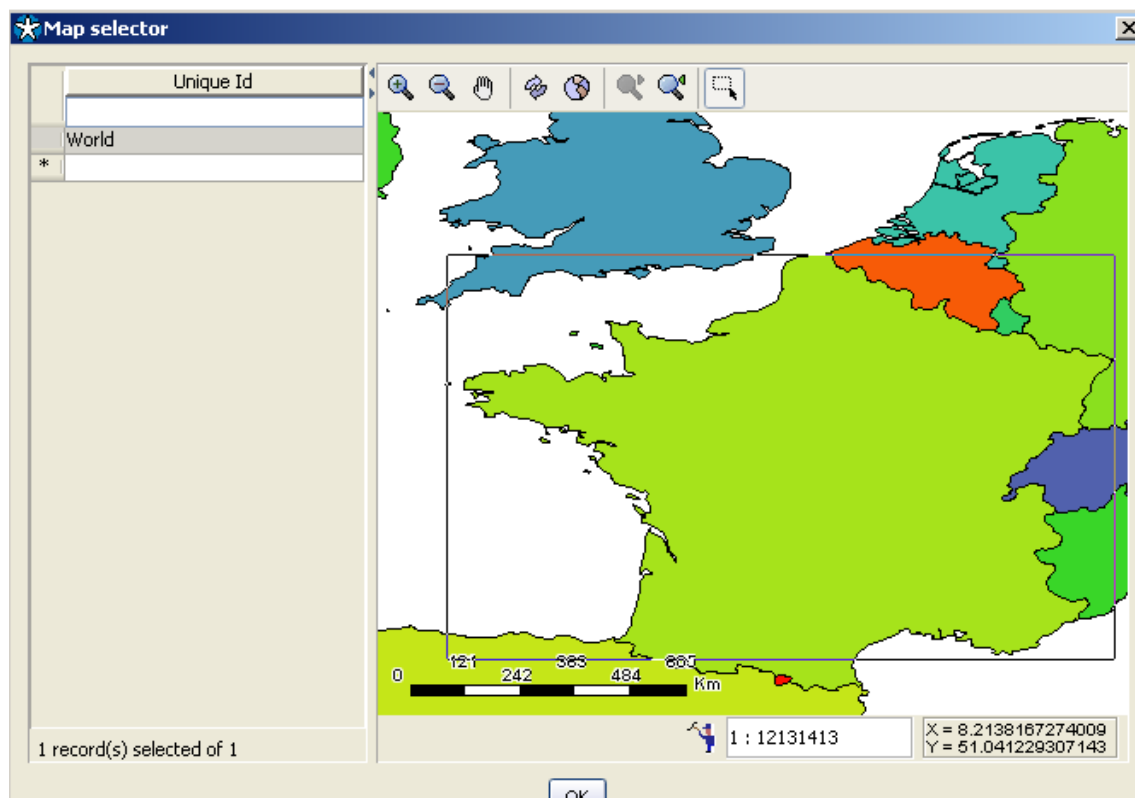 Map selector
Unique Id
World
*
0 121 242 363 484 605 Km
1 record(s) selected of 1
1 : 12131413
X = 8.2138167274009
Y = 51.041229307143
OK